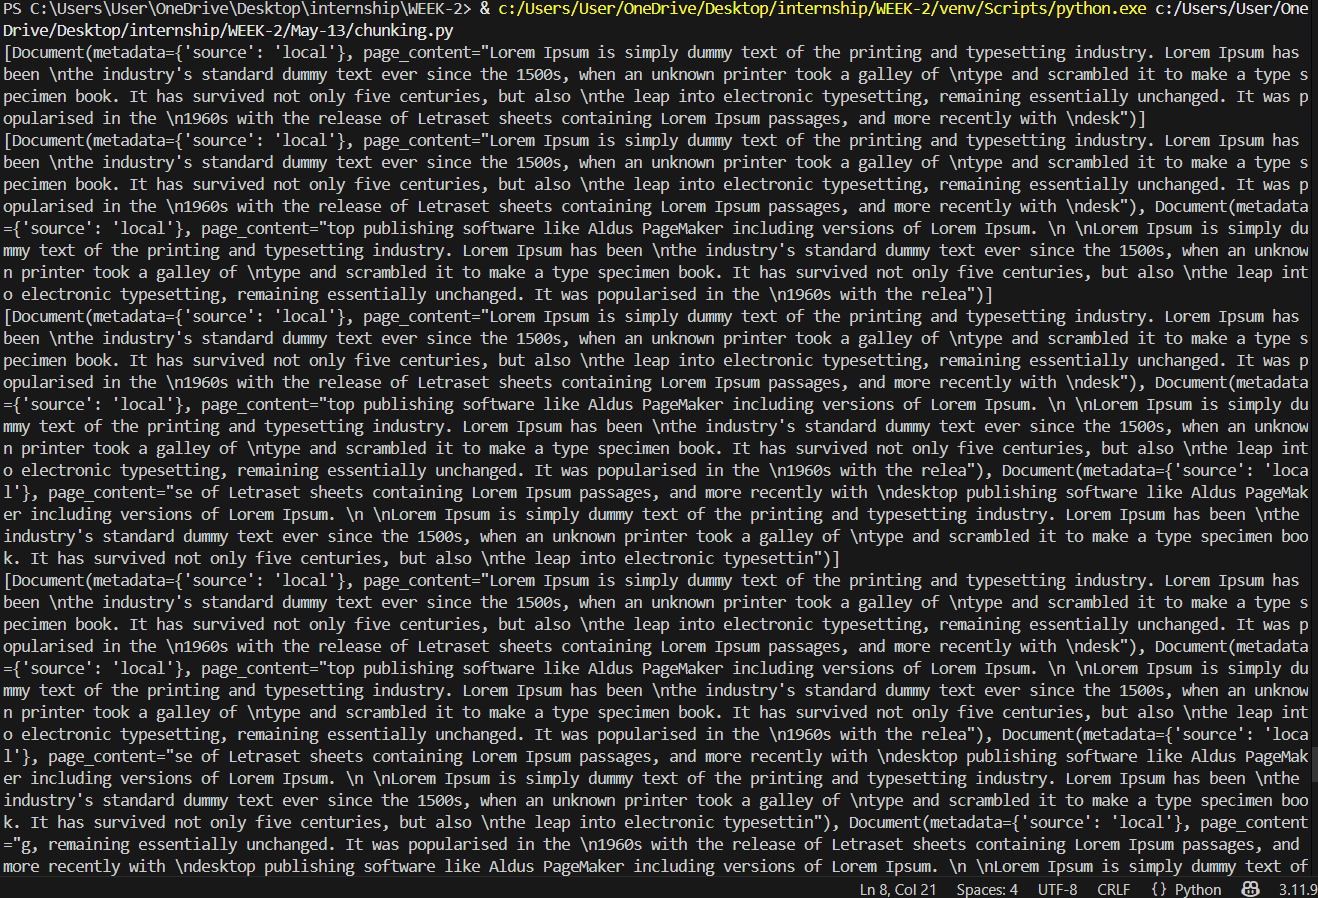 PS C:\Users\User\OneDrive\Desktop\internship\WEEK-2> & c:/Users/User/OneDrive/Desktop/internship/WEEK-2/venv/Scripts/python.exe c:/Users/User/One
Drive/Desktop/internship/WEEK-2/May-13/chunking.py
[Document(metadata={'source': 'local'}, page_content="Lorem Ipsum is simply dummy text of the printing and typesetting industry. Lorem Ipsum has
been \nthe industry's standard dummy text ever since the 1500s, when an unknown printer took a galley of \ntype and scrambled it to make a type s
pecimen book. It has survived not only five centuries, but also \nthe leap into electronic typesetting, remaining essentially unchanged. It was p
opularised in the \n1960s with the release of Letraset sheets containing Lorem Ipsum passages, and more recently with \ndesk")]
[Document(metadata={'source': 'local'}, page_content="Lorem Ipsum is simply dummy text of the printing and typesetting industry. Lorem Ipsum has
been \nthe industry's standard dummy text ever since the 1500s, when an unknown printer took a galley of \ntype and scrambled it to make a type s
pecimen book. It has survived not only five centuries, but also \nthe leap into electronic typesetting, remaining essentially unchanged. It was p
opularised in the \n1960s with the release of Letraset sheets containing Lorem Ipsum passages, and more recently with \ndesk"), Document(metadata
={'source': 'local'}, page_content="top publishing software like Aldus PageMaker including versions of Lorem Ipsum. \n \nLorem Ipsum is simply du
mmy text of the printing and typesetting industry. Lorem Ipsum has been \nthe industry's standard dummy text ever since the 1500s, when an unknow
n printer took a galley of \ntype and scrambled it to make a type specimen book. It has survived not only five centuries, but also \nthe leap int
o electronic typesetting, remaining essentially unchanged. It was popularised in the \n1960s with the relea")]
[Document(metadata={'source': 'local'}, page_content="Lorem Ipsum is simply dummy text of the printing and typesetting industry. Lorem Ipsum has
been \nthe industry's standard dummy text ever since the 1500s, when an unknown printer took a galley of \ntype and scrambled it to make a type s
pecimen book. It has survived not only five centuries, but also \nthe leap into electronic typesetting, remaining essentially unchanged. It was p
opularised in the \n1960s with the release of Letraset sheets containing Lorem Ipsum passages, and more recently with \ndesk"), Document(metadata
={'source': 'local'}, page_content="top publishing software like Aldus PageMaker including versions of Lorem Ipsum. \n \nLorem Ipsum is simply du
mmy text of the printing and typesetting industry. Lorem Ipsum has been \nthe industry's standard dummy text ever since the 1500s, when an unknow
n printer took a galley of \ntype and scrambled it to make a type specimen book. It has survived not only five centuries, but also \nthe leap int
o electronic typesetting, remaining essentially unchanged. It was popularised in the \n1960s with the relea"), Document(metadata={'source': 'loca
l'}, page_content="se of Letraset sheets containing Lorem Ipsum passages, and more recently with \ndesktop publishing software like Aldus PageMak
er including versions of Lorem Ipsum. \n \nLorem Ipsum is simply dummy text of the printing and typesetting industry. Lorem Ipsum has been \nthe
industry's standard dummy text ever since the 1500s, when an unknown printer took a galley of \ntype and scrambled it to make a type specimen boo
k. It has survived not only five centuries, but also \nthe leap into electronic typesettin")]
[Document(metadata={'source': 'local'}, page_content="Lorem Ipsum is simply dummy text of the printing and typesetting industry. Lorem Ipsum has
been \nthe industry's standard dummy text ever since the 1500s, when an unknown printer took a galley of \ntype and scrambled it to make a type s
pecimen book. It has survived not only five centuries, but also \nthe leap into electronic typesetting, remaining essentially unchanged. It was p
opularised in the \n1960s with the release of Letraset sheets containing Lorem Ipsum passages, and more recently with \ndesk"), Document(metadata
={'source': 'local'}, page_content="top publishing software like Aldus PageMaker including versions of Lorem Ipsum. \n \nLorem Ipsum is simply du
mmy text of the printing and typesetting industry. Lorem Ipsum has been \nthe industry's standard dummy text ever since the 1500s, when an unknow
n printer took a galley of \ntype and scrambled it to make a type specimen book. It has survived not only five centuries, but also \nthe leap int
o electronic typesetting, remaining essentially unchanged. It was popularised in the \n1960s with the relea"), Document(metadata={'source': 'loca
l'}, page_content="se of Letraset sheets containing Lorem Ipsum passages, and more recently with \ndesktop publishing software like Aldus PageMak
er including versions of Lorem Ipsum. \n \nLorem Ipsum is simply dummy text of the printing and typesetting industry. Lorem Ipsum has been \nthe
industry's standard dummy text ever since the 1500s, when an unknown printer took a galley of \ntype and scrambled it to make a type specimen boo
k. It has survived not only five centuries, but also \nthe leap into electronic typesettin"), Document(metadata={'source': 'local'}, page_content
="g, remaining essentially unchanged. It was popularised in the \n1960s with the release of Letraset sheets containing Lorem Ipsum passages, and
more recently with \ndesktop publishing software like Aldus PageMaker including versions of Lorem Ipsum. \n \nLorem Ipsum is simply dummy text of
Ln 8, Col 21 Spaces: 4 UTF-8 CRLF {} Python 3.11.9